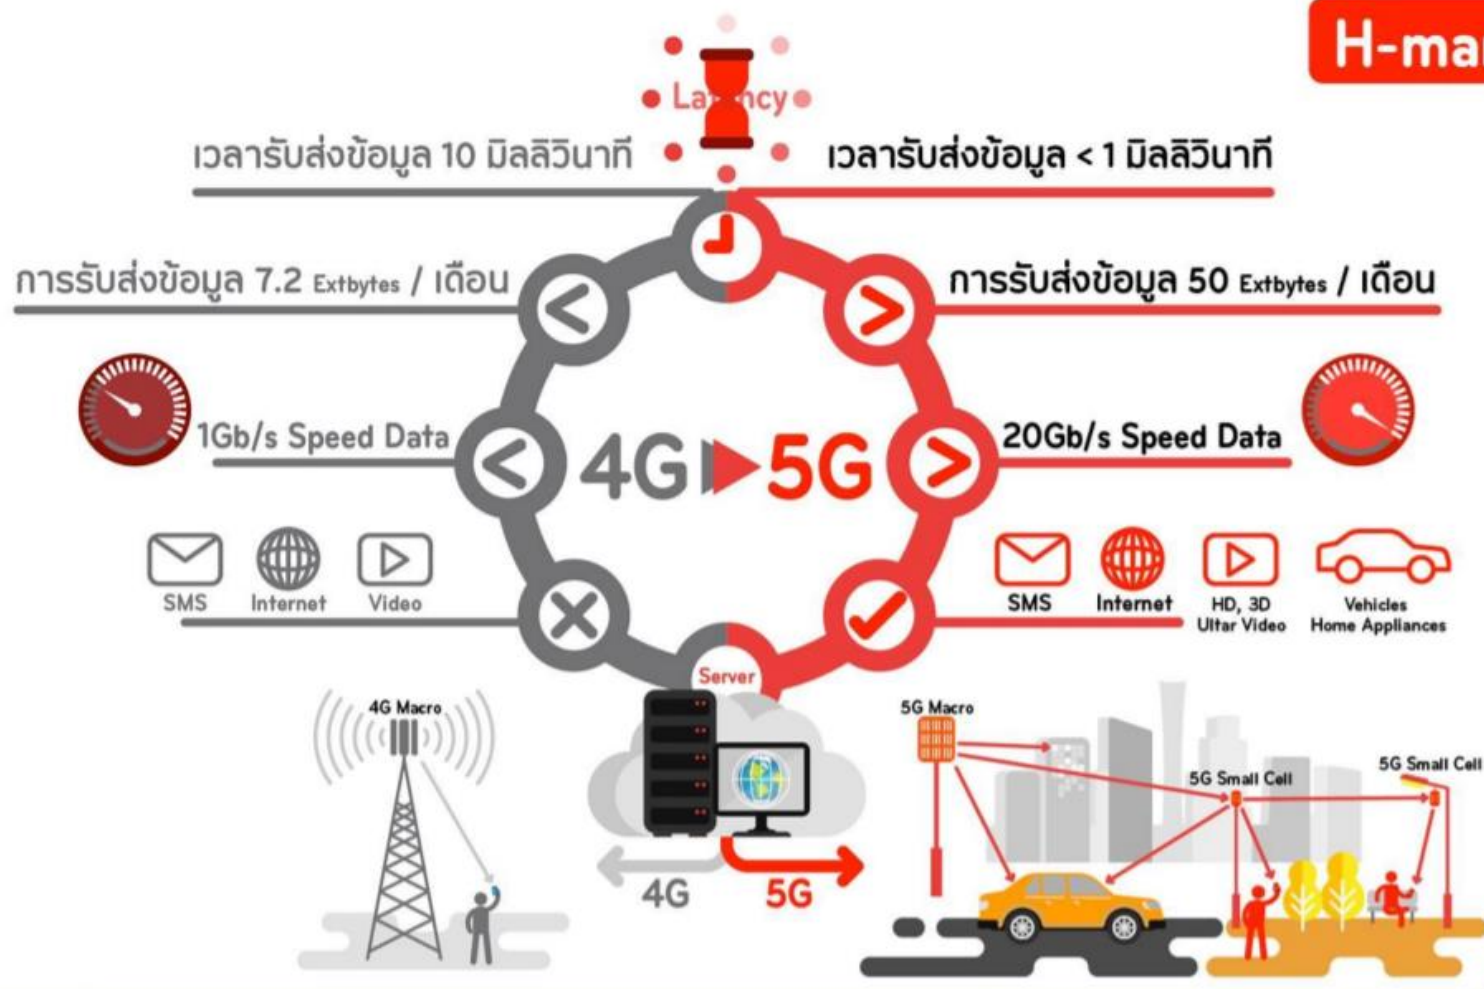 H-mar
Latency
เวลารับส่งข้อมูล 10 มิลลิวินาที
เวลารับส่งข้อมูล < 1 มิลลิวินาที
การรับส่งข้อมูล 7.2 Extbytes / เดือน
การรับส่งข้อมูล 50 Extbytes / เดือน
1Gb/s Speed Data
4G 5G
20Gb/s Speed Data
SMS
Internet
Video
SMS
Internet
HD, 3D
Ultar Video
Vehicles
Home Appliances
Server
4G Macro
5G Macro
5G Small Cell
5G Small Cell
4G
5G